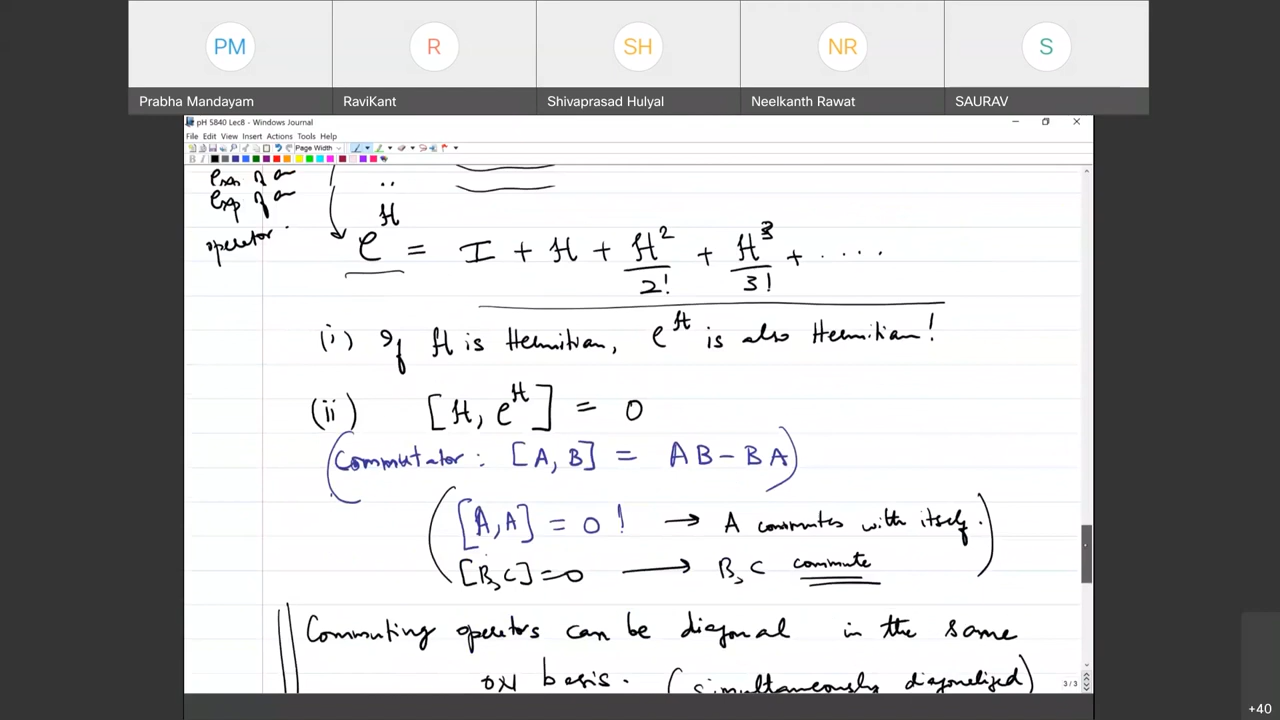 PM R SH NR S
Prabha Mandayam RaviKant Shivaprasad Hulyal Neelkanth Rawat SAURAV
pH 5840 Lec8 - Windows Journal
File Edit View Insert Actions Tools Help
Page Width
B I
exp of an
operator.
e^H = I + H + H^2/2! + H^3/3! + ....
(i) If H is Hermitian, e^H is also Hermitian!
(ii) [H, e^H] = 0
(Commutator: [A, B] = AB - BA)
([A, A] = 0! → A commutes with itself.
[B, C] = 0 → B, C commute)
Commuting operators can be diagonal in the same
ON basis. (simultaneously diagonalized)
3 / 3
+40